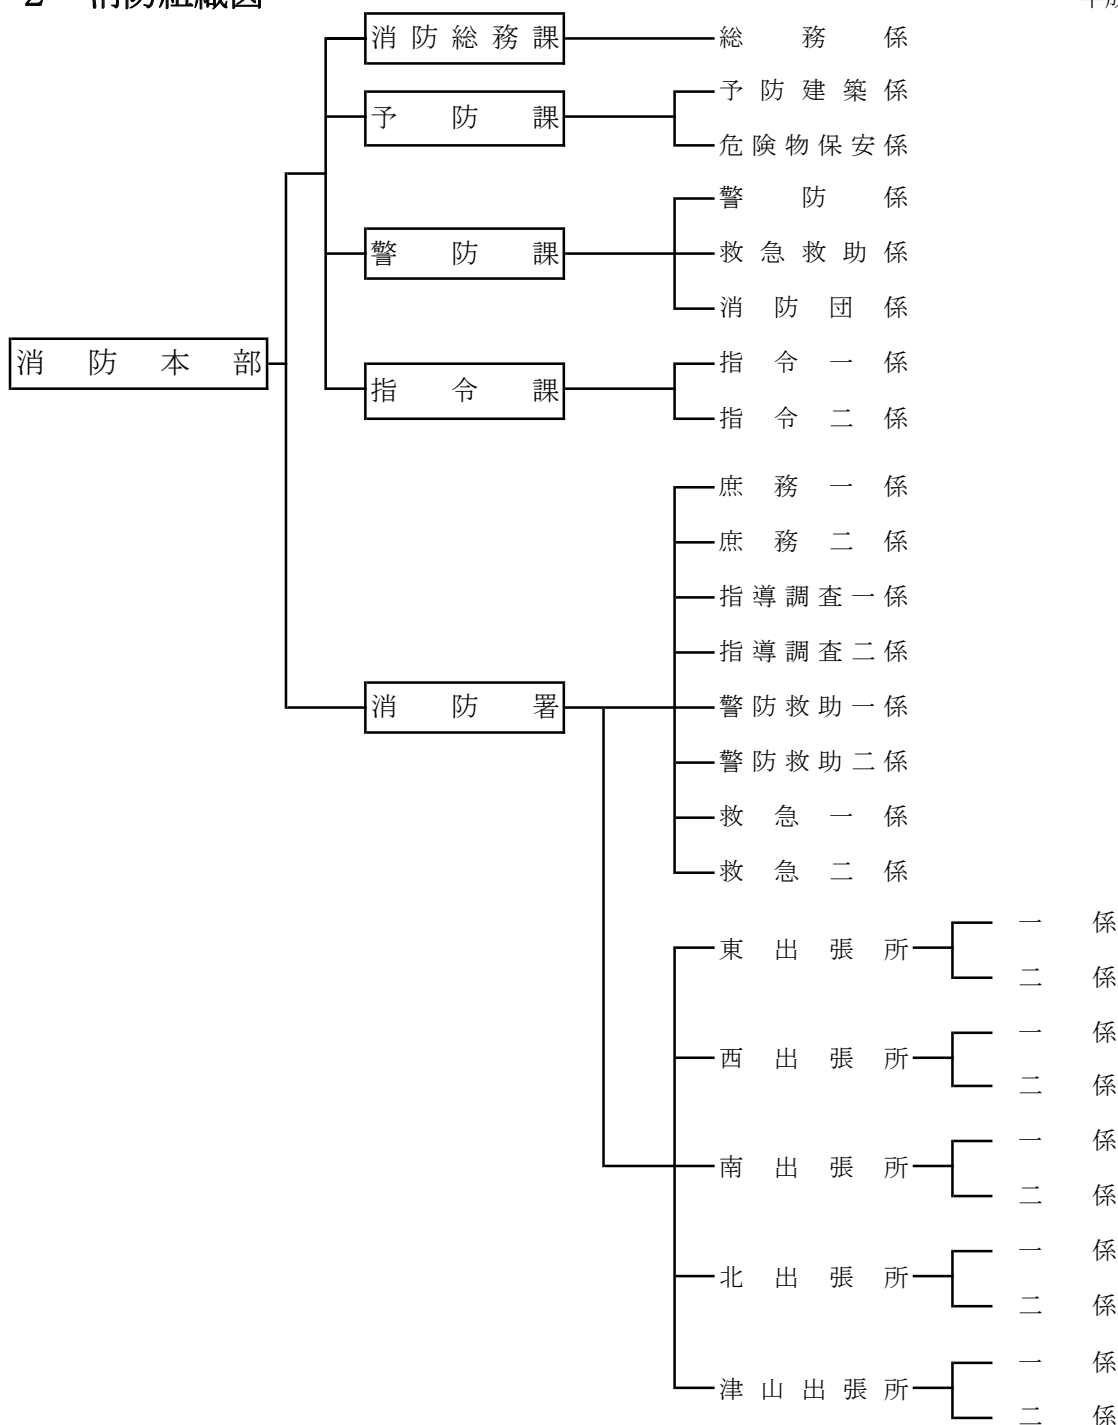 2 消防組織図
平成
消防総務課 総務係
予防建築係
予防課
危険物保安係
警防係
警防課 救急救助係
消防団係
消防本部 指令一係
指令課
指令二係
庶務一係
庶務二係
指導調査一係
指導調査二係
消防署 警防救助一係
警防救助二係
救急一係
救急二係
一係
東出張所
二係
一係
西出張所
二係
一係
南出張所
二係
一係
北出張所
二係
一係
津山出張所
二係